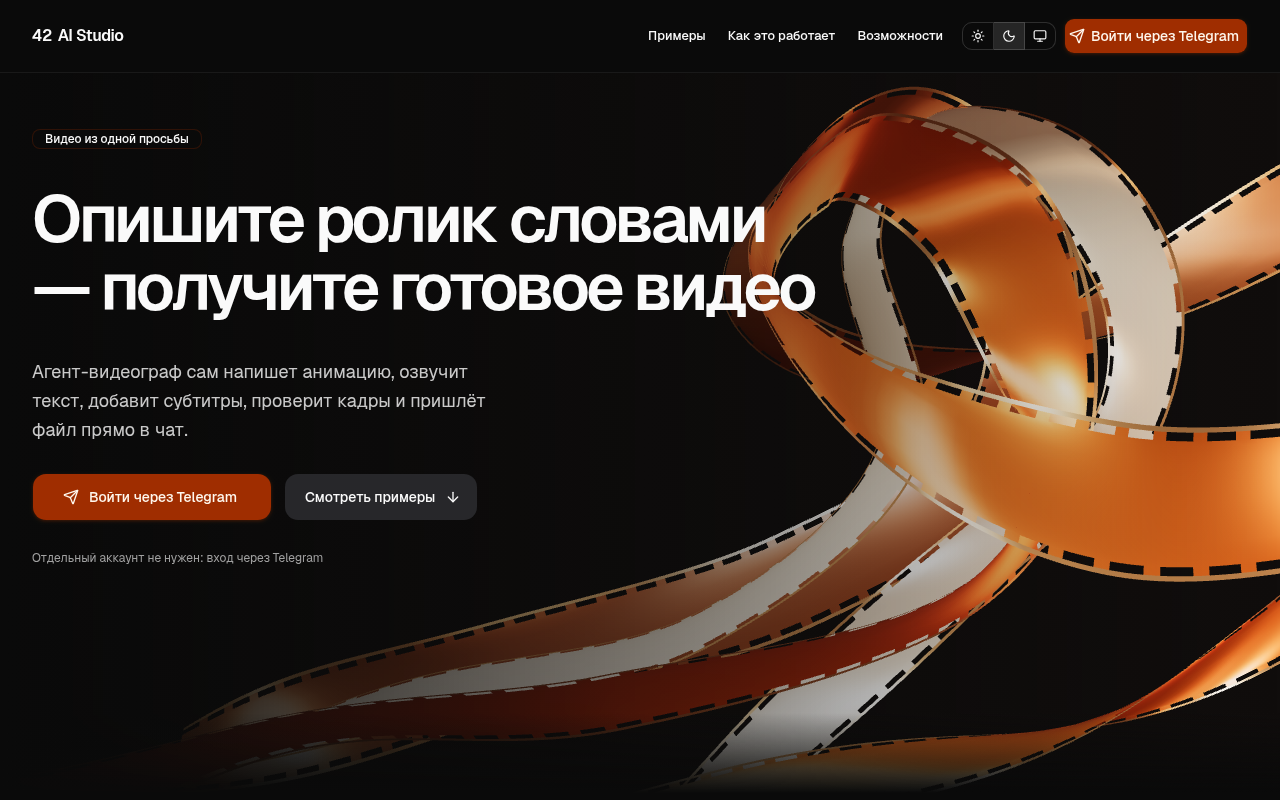 42 AI Studio
Примеры
Как это работает
Возможности
Войти через Telegram
Видео из одной просьбы
Опишите ролик словами
— получите готовое видео
Агент-видеограф сам напишет анимацию, озвучит
текст, добавит субтитры, проверит кадры и пришлёт
файл прямо в чат.
Войти через Telegram
Смотреть примеры
Отдельный аккаунт не нужен: вход через Telegram